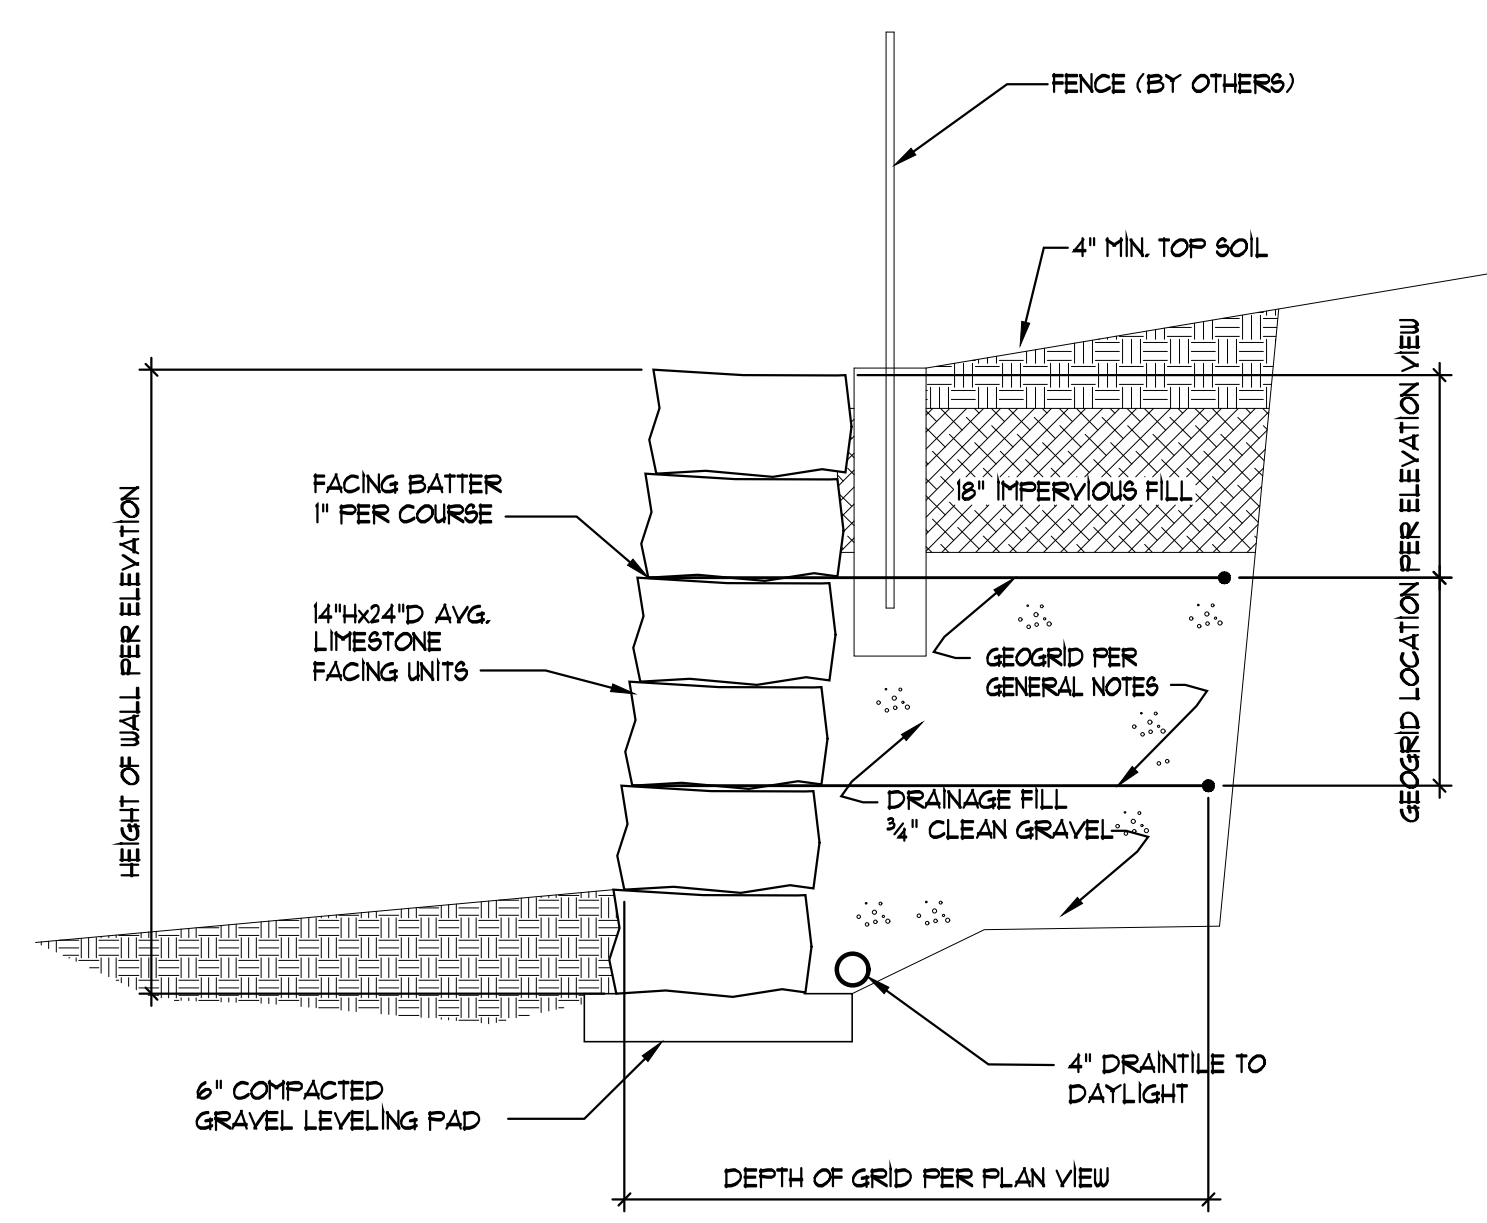 FENCE (BY OTHERS)
4" MIN. TOP SOIL
FACING BATTER
1" PER COURSE
18" IMPERVIOUS FILL
14"Hx24"D AVG.
LIMESTONE
FACING UNITS
GEOGRID PER
GENERAL NOTES
HEIGHT OF WALL PER ELEVATION
GEOGRID LOCATION PER ELEVATION VIEW
DRAINAGE FILL
¾" CLEAN GRAVEL
4" DRAINTILE TO
DAYLIGHT
6" COMPACTED
GRAVEL LEVELING PAD
DEPTH OF GRID PER PLAN VIEW